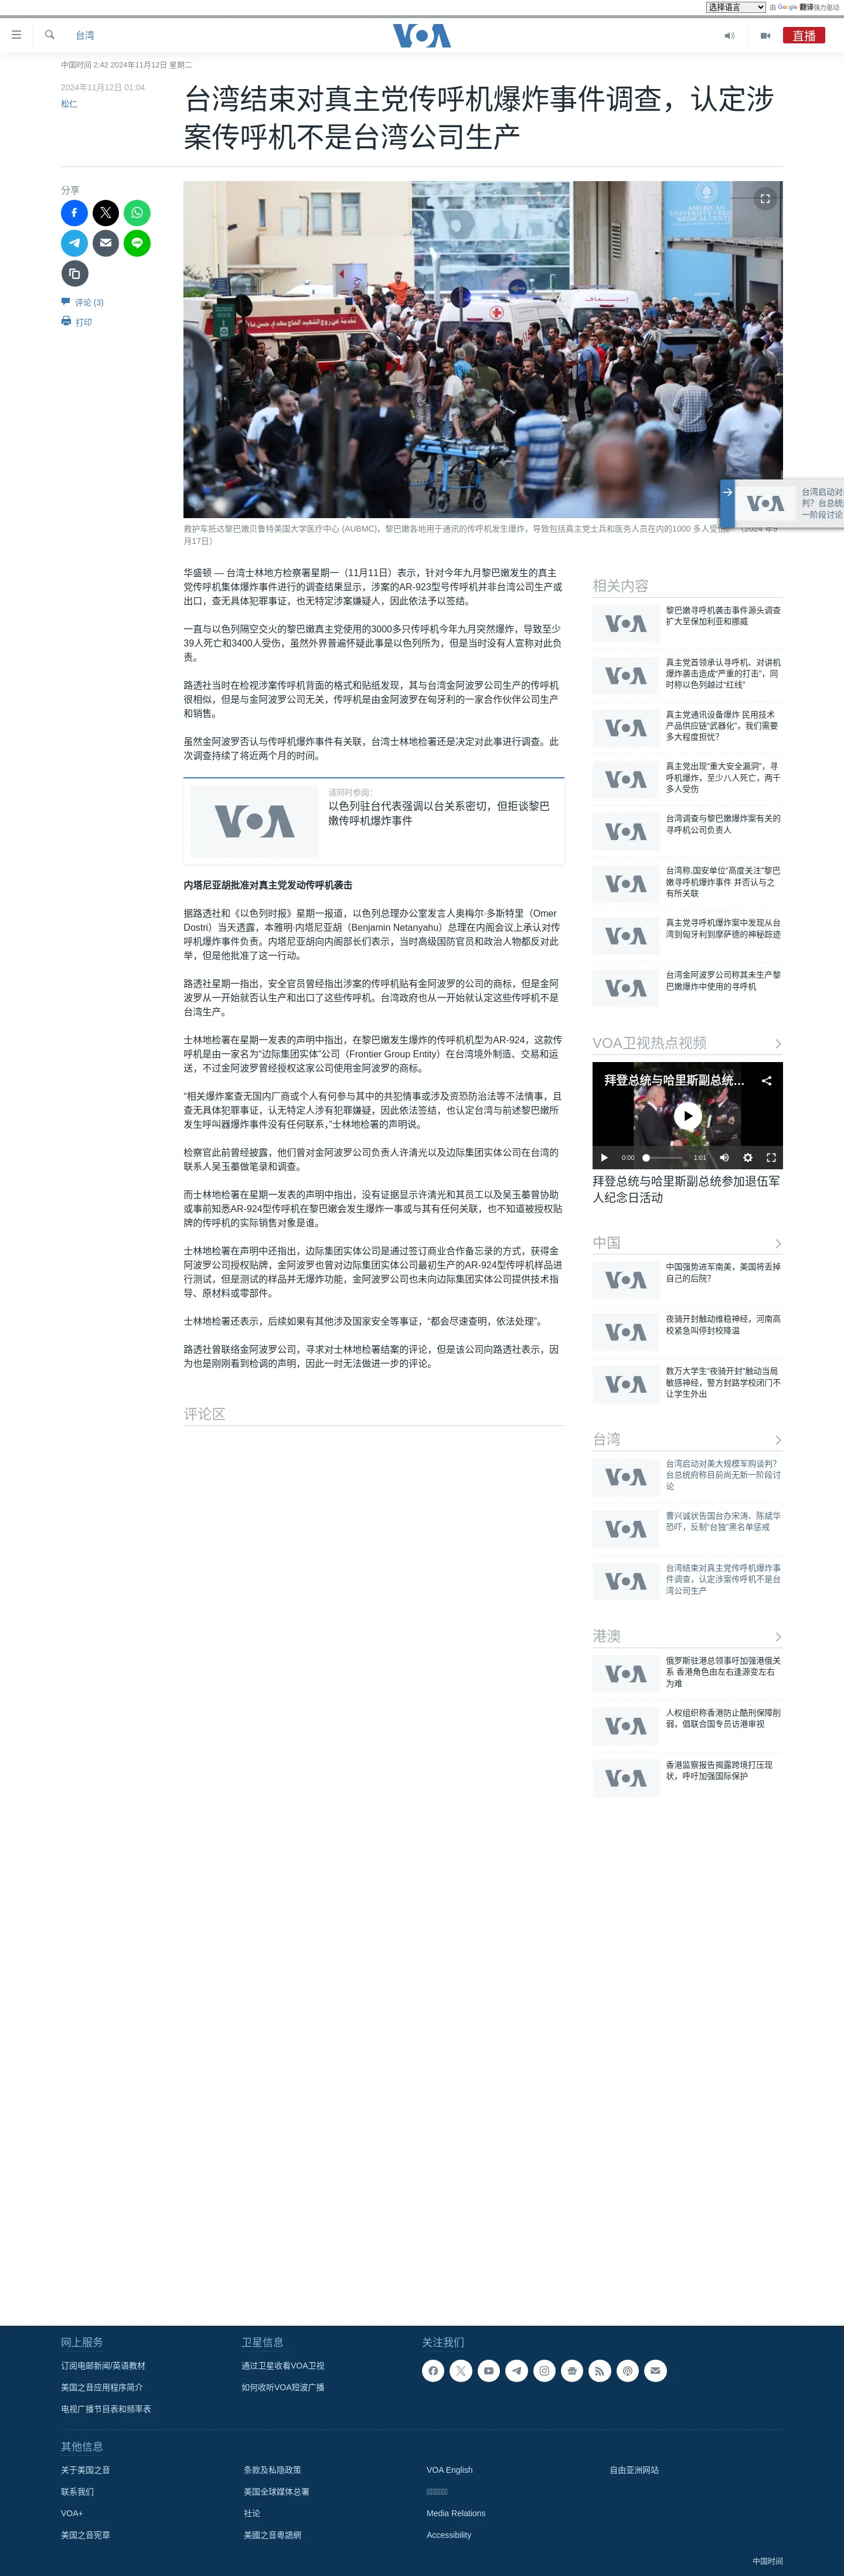 选择语言 由 Google 翻译强力驱动
台湾
VOA
直播
中国时间 2:42 2024年11月12日 星期二
2024年11月12日 01:04
松仁
台湾结束对真主党传呼机爆炸事件调查，认定涉
案传呼机不是台湾公司生产
分享
评论 (3)
打印
AMERICAN
UNIVERSITY-BEI
MEDICAL CENT
救护车抵达黎巴嫩贝鲁特美国大学医疗中心 (AUBMC)，黎巴嫩各地用于通讯的传呼机发生爆炸，导致包括真主党士兵和医务人员在内的1000 多人受伤。（2024 年9
月17日）
VOA
台湾启动对
判？台总统
一阶段讨论
华盛顿 — 台湾士林地方检察署星期一（11月11日）表示，针对今年九月黎巴嫩发生的真主
党传呼机集体爆炸事件进行的调查结果显示，涉案的AR-923型号传呼机并非台湾公司生产或
出口，查无具体犯罪事证，也无特定涉案嫌疑人，因此依法予以签结。
一直与以色列隔空交火的黎巴嫩真主党使用的3000多只传呼机今年九月突然爆炸，导致至少
39人死亡和3400人受伤，虽然外界普遍怀疑此事是以色列所为，但是当时没有人宣称对此负
责。
路透社当时在检视涉案传呼机背面的格式和贴纸发现，其与台湾金阿波罗公司生产的传呼机
很相似，但是与金阿波罗公司无关，传呼机是由金阿波罗在匈牙利的一家合作伙伴公司生产
和销售。
虽然金阿波罗否认与传呼机爆炸事件有关联，台湾士林地检署还是决定对此事进行调查。此
次调查持续了将近两个月的时间。
VOA
请同时参阅：
以色列驻台代表强调以台关系密切，但拒谈黎巴
嫩传呼机爆炸事件
内塔尼亚胡批准对真主党发动传呼机袭击
据路透社和《以色列时报》星期一报道，以色列总理办公室发言人奥梅尔·多斯特里（Omer
Dostri）当天透露，本雅明·内塔尼亚胡（Benjamin Netanyahu）总理在内阁会议上承认对传
呼机爆炸事件负责。内塔尼亚胡向内阁部长们表示，当时高级国防官员和政治人物都反对此
举，但是他批准了这一行动。
路透社星期一指出，安全官员曾经指出涉案的传呼机贴有金阿波罗的公司的商标，但是金阿
波罗从一开始就否认生产和出口了这些传呼机。台湾政府也从一开始就认定这些传呼机不是
台湾生产。
士林地检署在星期一发表的声明中指出，在黎巴嫩发生爆炸的传呼机机型为AR-924，这款传
呼机是由一家名为“边际集团实体”公司（Frontier Group Entity）在台湾境外制造、交易和运
送，不过金阿波罗曾经授权这家公司使用金阿波罗的商标。
“相关爆炸案查无国内厂商或个人有何参与其中的共犯情事或涉及资恐防治法等不法情事，且
查无具体犯罪事证，认无特定人涉有犯罪嫌疑，因此依法签结，也认定台湾与前述黎巴嫩所
发生呼叫器爆炸事件没有任何联系，”士林地检署的声明说。
检察官此前曾经披露，他们曾对金阿波罗公司负责人许清光以及边际集团实体公司在台湾的
联系人吴玉蓁做笔录和调查。
而士林地检署在星期一发表的声明中指出，没有证据显示许清光和其员工以及吴玉蓁曾协助
或事前知悉AR-924型传呼机在黎巴嫩会发生爆炸一事或与其有任何关联，也不知道被授权贴
牌的传呼机的实际销售对象是谁。
士林地检署在声明中还指出，边际集团实体公司是通过签订商业合作备忘录的方式，获得金
阿波罗公司授权贴牌，金阿波罗也曾对边际集团实体公司最初生产的AR-924型传呼机样品进
行测试，但是测试的样品并无爆炸功能，金阿波罗公司也未向边际集团实体公司提供技术指
导、原材料或零部件。
士林地检署还表示，后续如果有其他涉及国家安全等事证，“都会尽速查明，依法处理”。
路透社曾联络金阿波罗公司，寻求对士林地检署结案的评论，但是该公司向路透社表示，因
为也是刚刚看到检调的声明，因此一时无法做进一步的评论。
评论区
相关内容
VOA
黎巴嫩寻呼机袭击事件源头调查
扩大至保加利亚和挪威
VOA
真主党首领承认寻呼机、对讲机
爆炸袭击造成“严重的打击”，同
时称以色列越过“红线”
VOA
真主党通讯设备爆炸 民用技术
产品供应链“武器化”，我们需要
多大程度担忧？
VOA
真主党出现“重大安全漏洞”，寻
呼机爆炸，至少八人死亡，两千
多人受伤
VOA
台湾调查与黎巴嫩爆炸案有关的
寻呼机公司负责人
VOA
台湾称,国安单位“高度关注”黎巴
嫩寻呼机爆炸事件 并否认与之
有所关联
VOA
真主党寻呼机爆炸案中发现从台
湾到匈牙利到摩萨德的神秘踪迹
VOA
台湾金阿波罗公司称其未生产黎
巴嫩爆炸中使用的寻呼机
VOA卫视热点视频
拜登总统与哈里斯副总统…
0:00 1:01
拜登总统与哈里斯副总统参加退伍军
人纪念日活动
中国
VOA
中国强势进军南美，美国将丢掉
自己的后院？
VOA
夜骑开封触动维稳神经，河南高
校紧急叫停封校降温
VOA
数万大学生“夜骑开封”触动当局
敏感神经，警方封路学校闭门不
让学生外出
台湾
VOA
台湾启动对美大规模军购谈判？
台总统府称目前尚无新一阶段讨
论
VOA
曹兴诚状告国台办宋涛、陈斌华
恐吓，反制“台独”黑名单惩戒
VOA
台湾结束对真主党传呼机爆炸事
件调查，认定涉案传呼机不是台
湾公司生产
港澳
VOA
俄罗斯驻港总领事吁加强港俄关
系 香港角色由左右逢源变左右
为难
VOA
人权组织称香港防止酷刑保障削
弱，倡联合国专员访港审视
VOA
香港监察报告揭露跨境打压现
状，呼吁加强国际保护
网上服务
订阅电邮新闻/英语教材
美国之音应用程序简介
电视广播节目表和频率表
卫星信息
通过卫星收看VOA卫视
如何收听VOA短波广播
关注我们
其他信息
关于美国之音
联系我们
VOA+
美国之音宪章
条款及私隐政策
美国全球媒体总署
社论
美國之音粵語網
VOA English
Media Relations
Accessibility
自由亚洲网站
中国时间